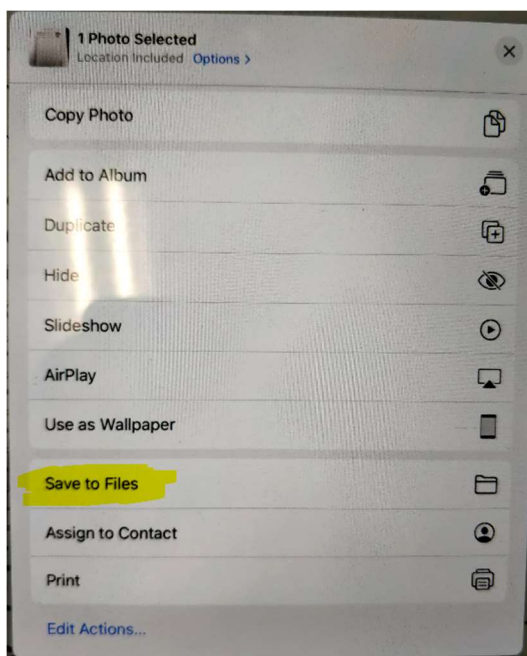 1 Photo Selected
Location Included Options >
Copy Photo
Add to Album
Duplicate
Hide
Slideshow
AirPlay
Use as Wallpaper
Save to Files
Assign to Contact
Print
Edit Actions...